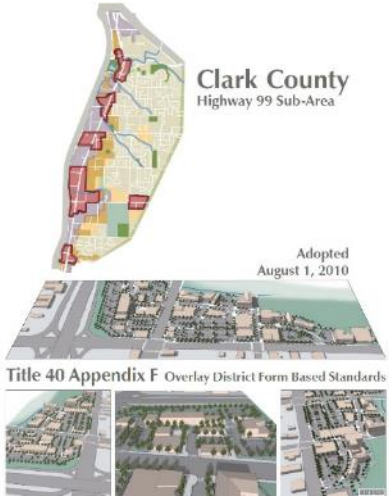 Clark County
Highway 99 Sub-Area
Adopted
August 1, 2010
Title 40 Appendix F Overlay District Form Based Standards